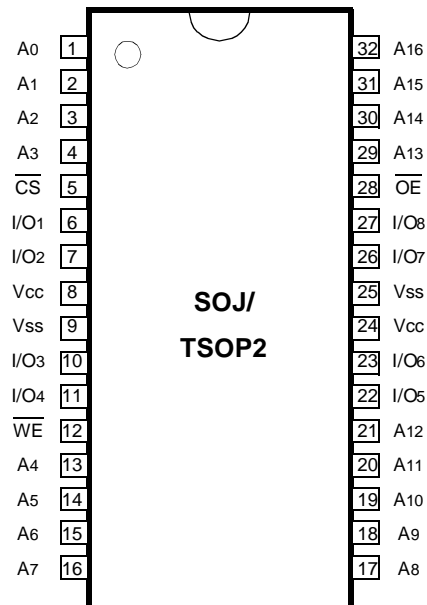 A0 1 32 A16
A1 2 31 A15
A2 3 30 A14
A3 4 29 A13
C̅S̅ 5 28 O̅E̅
I/O1 6 27 I/O8
I/O2 7 26 I/O7
Vcc 8 25 Vss
Vss 9 24 Vcc
SOJ/
TSOP2
I/O3 10 23 I/O6
I/O4 11 22 I/O5
W̅E̅ 12 21 A12
A4 13 20 A11
A5 14 19 A10
A6 15 18 A9
A7 16 17 A8